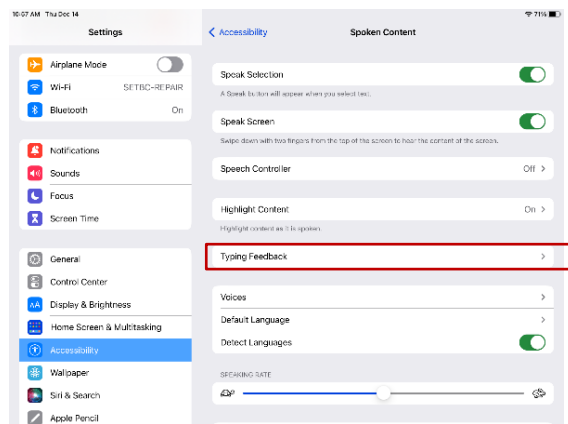 10:07 AM Thu Dec 14
71%
Settings
Airplane Mode
Wi-Fi SETBC-REPAIR
Bluetooth On
Notifications
Sounds
Focus
Screen Time
General
Control Center
Display & Brightness
Home Screen & Multitasking
Accessibility
Wallpaper
Siri & Search
Apple Pencil
Accessibility
Spoken Content
Speak Selection
A Speak button will appear when you select text.
Speak Screen
Swipe down with two fingers from the top of the screen to hear the content of the screen.
Speech Controller Off
Highlight Content On
Highlight content as it is spoken.
Typing Feedback
Voices
Default Language
Detect Languages
SPEAKING RATE